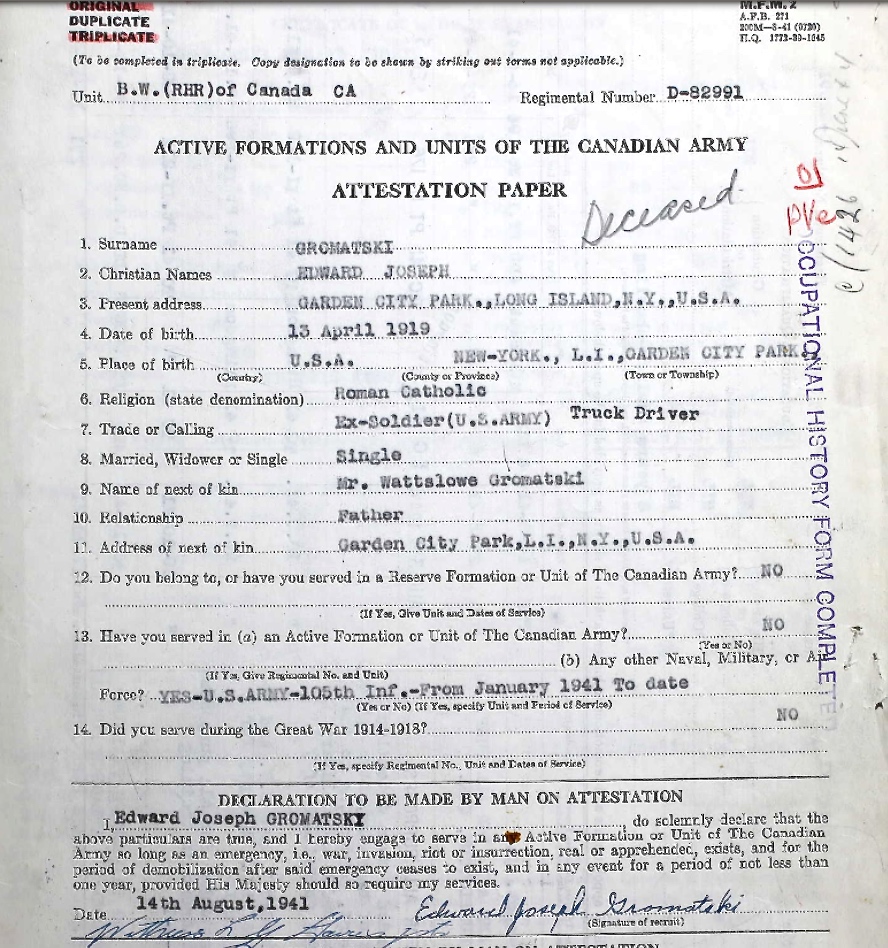 ORIGINAL
DUPLICATE
TRIPLICATE
M.F.M. 2
A.F.B. 271
200M—8-41 (0720)
H.Q. 1772-39-1645
(To be completed in triplicate. Copy designation to be shown by striking out terms not applicable.)
Unit B.W.(RHR)of Canada CA Regimental Number D-82991
ACTIVE FORMATIONS AND UNITS OF THE CANADIAN ARMY
ATTESTATION PAPER
Deceased
1. Surname GROMATSKI
2. Christian Names EDWARD JOSEPH
3. Present address GARDEN CITY PARK.,LONG ISLAND,N.Y.,U.S.A.
4. Date of birth 13 April 1919
5. Place of birth U.S.A. NEW-YORK., L.I.,GARDEN CITY PARK.
(Country) (County or Province) (Town or Township)
6. Religion (state denomination) Roman Catholic
7. Trade or Calling Ex-Soldier(U.S.ARMY) Truck Driver
8. Married, Widower or Single Single
9. Name of next of kin Mr. Wattslowe Gromatski
10. Relationship Father
11. Address of next of kin Garden City Park,L.I.,N.Y.,U.S.A.
12. Do you belong to, or have you served in a Reserve Formation or Unit of The Canadian Army? NO
(If Yes, Give Unit and Dates of Service)
13. Have you served in (a) an Active Formation or Unit of The Canadian Army? NO
(Yes or No)
(b) Any other Naval, Military, or Air
(If Yes, Give Regimental No. and Unit)
Force? YES-U.S.ARMY-105th Inf.-From January 1941 To date
(Yes or No) (If Yes, specify Unit and Period of Service)
14. Did you serve during the Great War 1914-1918? NO
(If Yes, specify Regimental No., Unit and Dates of Service)
DECLARATION TO BE MADE BY MAN ON ATTESTATION
I, Edward Joseph GROMATSKI, do solemnly declare that the
above particulars are true, and I hereby engage to serve in any Active Formation or Unit of The Canadian
Army so long as an emergency, i.e., war, invasion, riot or insurrection, real or apprehended, exists, and for the
period of demobilization after said emergency ceases to exist, and in any event for a period of not less than
one year, provided His Majesty should so require my services.
Date 14th August,1941 Edward Joseph Gromatski
(Signature of recruit)
Witness
OCCUPATIONAL HISTORY FORM COMPLETED